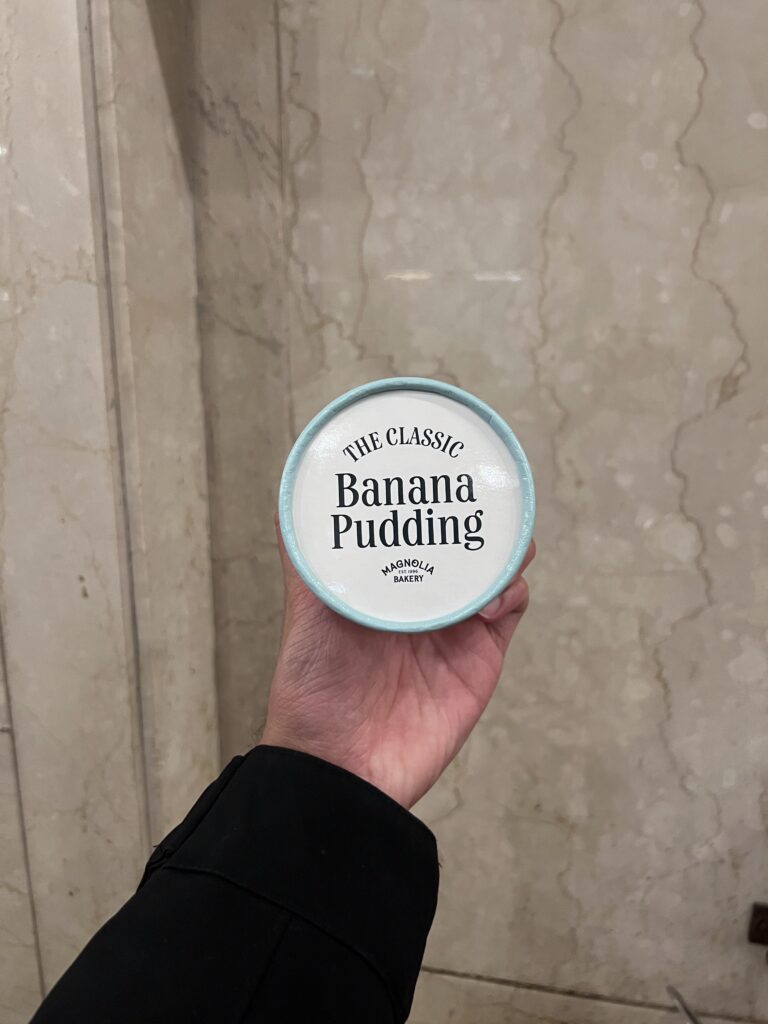 THE CLASSIC
Banana
Pudding
MAGNOLIA
EST. 1996
BAKERY